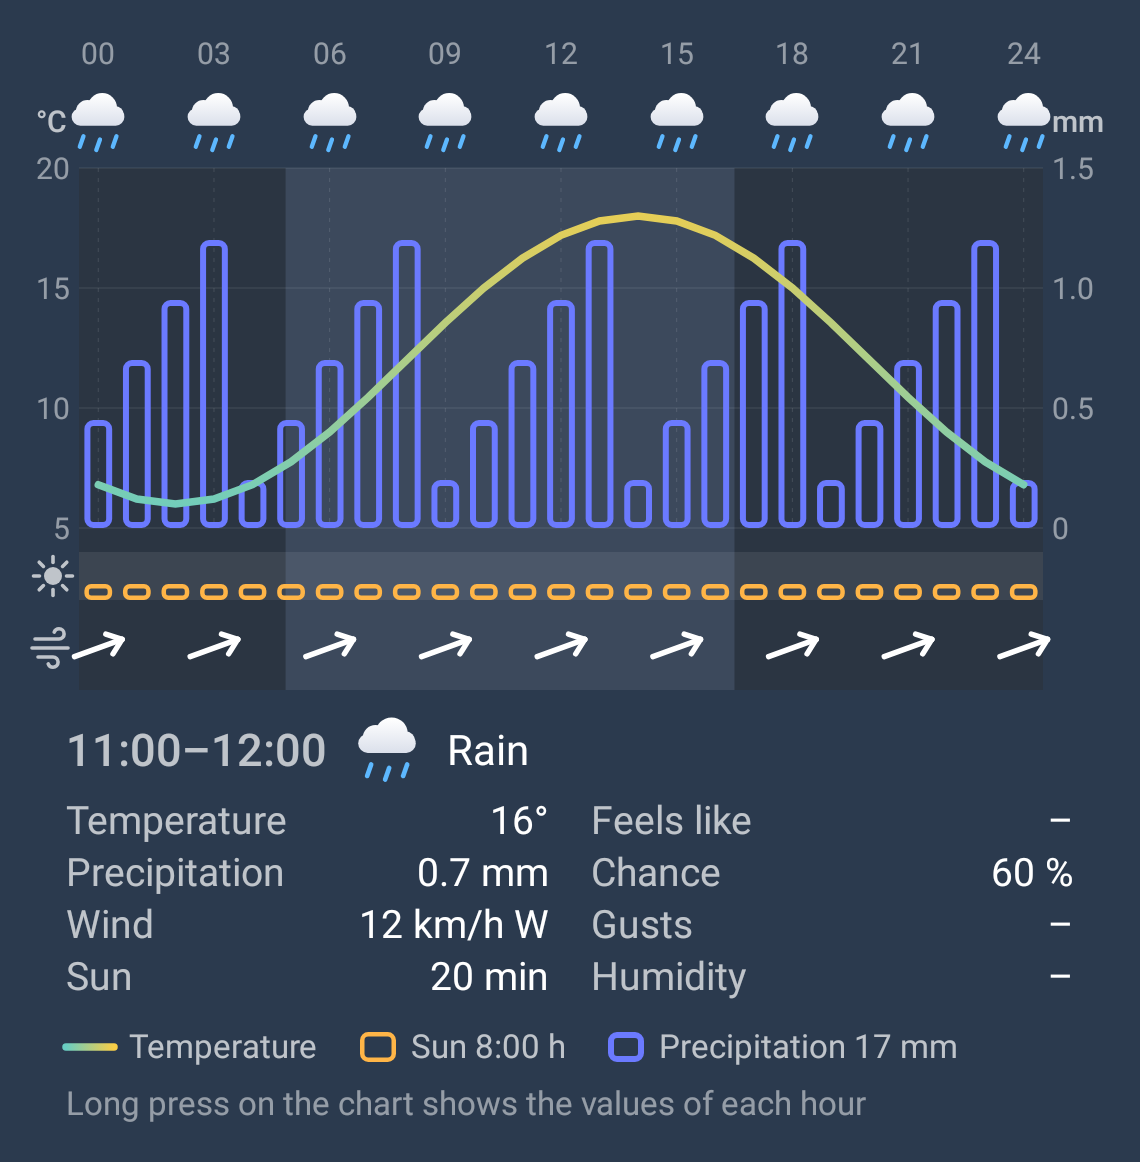 00 03 06 09 12 15 18 21 24
°C mm
20 1.5
15 1.0
10 0.5
5 0
11:00–12:00 Rain
Temperature 16° Feels like –
Precipitation 0.7 mm Chance 60 %
Wind 12 km/h W Gusts –
Sun 20 min Humidity –
Temperature Sun 8:00 h Precipitation 17 mm
Long press on the chart shows the values of each hour